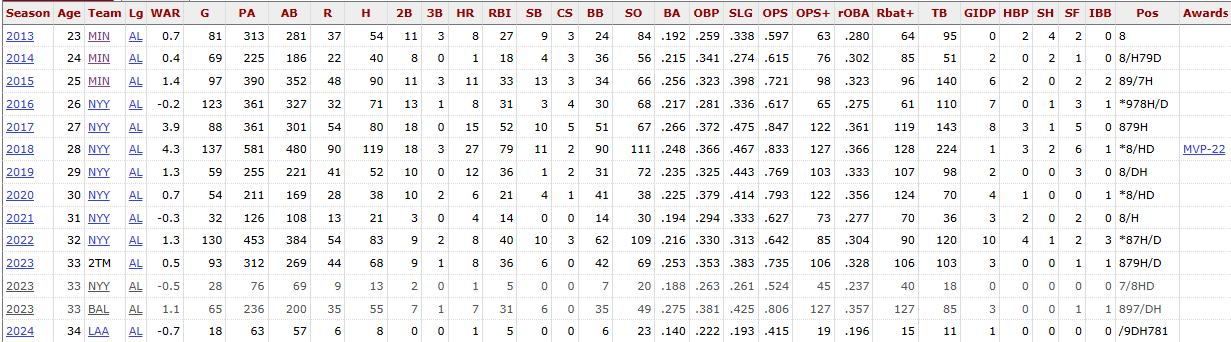 Season Age Team Lg WAR G PA AB R H 2B 3B HR RBI SB CS BB SO BA OBP SLG OPS OPS+ rOBA Rbat+ TB GIDP HBP SH SF IBB Pos Awards
2013 23 MIN AL 0.7 81 313 281 37 54 11 3 8 27 9 3 24 84 .192 .259 .338 .597 63 .280 64 95 0 2 4 2 0 8
2014 24 MIN AL 0.4 69 225 186 22 40 8 0 1 18 4 3 36 56 .215 .341 .274 .615 76 .302 85 51 2 0 2 1 0 8/H79D
2015 25 MIN AL 1.4 97 390 352 48 90 11 3 11 33 13 3 34 66 .256 .323 .398 .721 98 .323 96 140 6 2 0 2 2 89/7H
2016 26 NYY AL -0.2 123 361 327 32 71 13 1 8 31 3 4 30 68 .217 .281 .336 .617 65 .275 61 110 7 0 1 3 1 *978H/D
2017 27 NYY AL 3.9 88 361 301 54 80 18 0 15 52 10 5 51 67 .266 .372 .475 .847 122 .361 119 143 8 3 1 5 0 879H
2018 28 NYY AL 4.3 137 581 480 90 119 18 3 27 79 11 2 90 111 .248 .366 .467 .833 127 .366 128 224 1 3 2 6 1 *8/HD MVP-22
2019 29 NYY AL 1.3 59 255 221 41 52 10 0 12 36 1 2 31 72 .235 .325 .443 .769 103 .333 107 98 2 0 0 3 0 8/DH
2020 30 NYY AL 0.7 54 211 169 28 38 10 2 6 21 4 1 41 38 .225 .379 .414 .793 122 .356 124 70 4 1 0 0 1 *8/HD
2021 31 NYY AL -0.3 32 126 108 13 21 3 0 4 14 0 0 14 30 .194 .294 .333 .627 73 .277 70 36 3 2 0 2 0 8/H
2022 32 NYY AL 1.3 130 453 384 54 83 9 2 8 40 10 3 62 109 .216 .330 .313 .642 85 .304 90 120 10 4 1 2 3 *87H/D
2023 33 2TM AL 0.5 93 312 269 44 68 9 1 8 36 6 0 42 69 .253 .353 .383 .735 106 .328 106 103 3 0 0 1 1 879H/D
2023 33 NYY AL -0.5 28 76 69 9 13 2 0 1 5 0 0 7 20 .188 .263 .261 .524 45 .237 40 18 0 0 0 0 0 7/8HD
2023 33 BAL AL 1.1 65 236 200 35 55 7 1 7 31 6 0 35 49 .275 .381 .425 .806 127 .357 127 85 3 0 0 1 1 897/DH
2024 34 LAA AL -0.7 18 63 57 6 8 0 0 1 5 0 0 6 23 .140 .222 .193 .415 19 .196 15 11 1 0 0 0 0 /9DH781